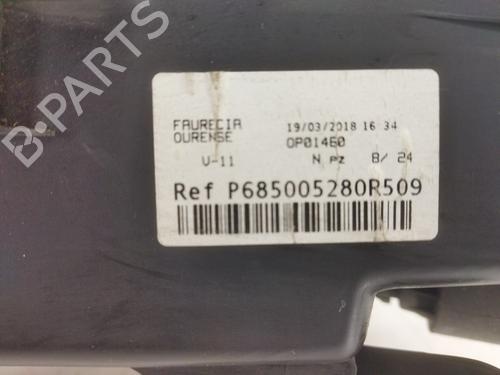 B-PARTS
FAURECIA 19/03/2018 16 34
OURENSE OP01460
V-11 N pz 8/ 24
Ref P685005280R509